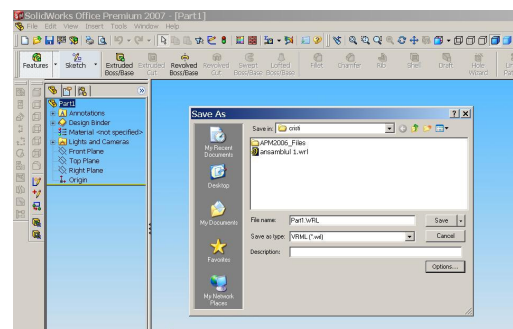 SolidWorks Office Premium 2007 - [Part1]
File Edit View Insert Tools Window Help
Features
Sketch
Extruded Boss/Base
Extruded Cut
Revolved Boss/Base
Revolved Cut
Swept Boss/Base
Lofted Boss/Base
Fillet
Chamfer
Rib
Shell
Draft
Hole Wizard
Part1
Annotations
Design Binder
Material <not specified>
Lights and Cameras
Front Plane
Top Plane
Right Plane
Origin
Save As
Save in: cristi
My Recent Documents
Desktop
My Documents
Favorites
My Network Places
APM2006_Files
ansamblul 1.wrl
File name: Part1.WRL
Save
Save as type: VRML (*.wrl)
Cancel
Description:
Options...